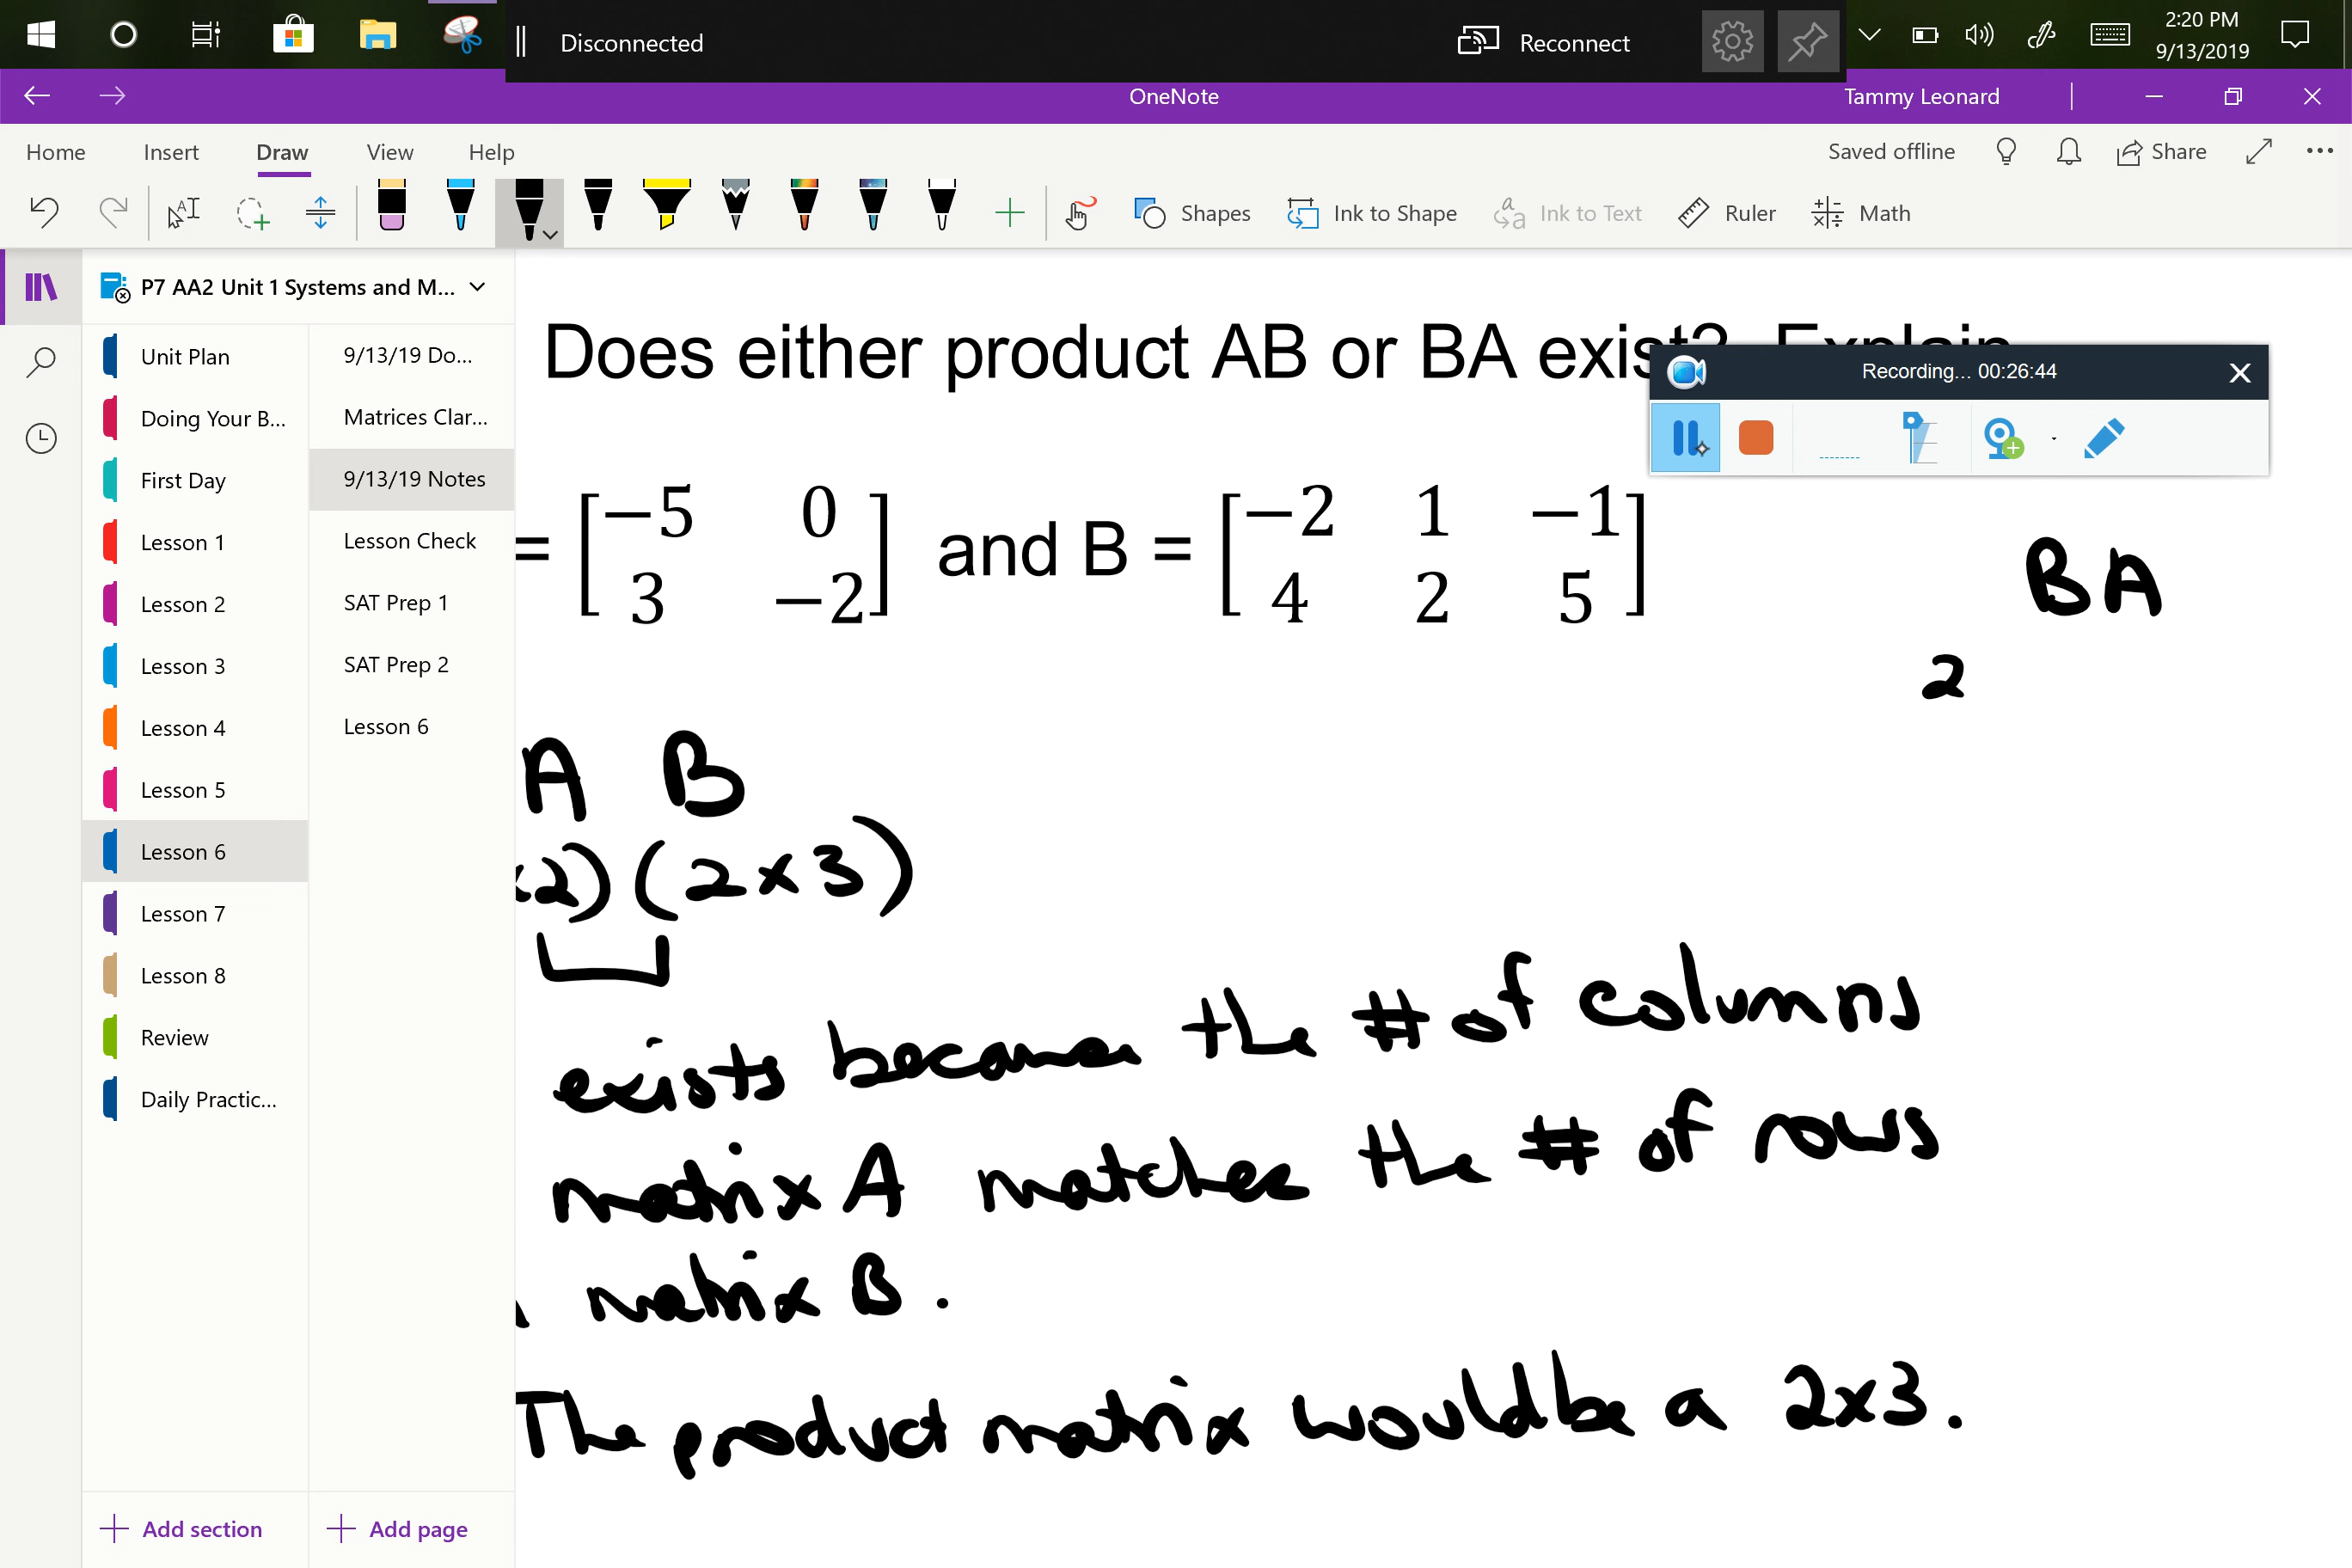 Disconnected
Reconnect
2:20 PM
9/13/2019
OneNote
Tammy Leonard
Home Insert Draw View Help
Saved offline
Share
Shapes
Ink to Shape
Ink to Text
Ruler
Math
P7 AA2 Unit 1 Systems and M...
Unit Plan
Doing Your B...
First Day
Lesson 1
Lesson 2
Lesson 3
Lesson 4
Lesson 5
Lesson 6
Lesson 7
Lesson 8
Review
Daily Practic...
9/13/19 Do...
Matrices Clar...
9/13/19 Notes
Lesson Check
SAT Prep 1
SAT Prep 2
Lesson 6
Add section
Add page
Does either product AB or BA exist? Explain
Recording... 00:26:44
= [−5 0] and B = [−2 1 −1]
[3 −2] [4 2 5]
BA
2
A B
x2)(2x3)
exists because the # of columns
matrix A matches the # of rows
matrix B.
The product matrix would be a 2x3.